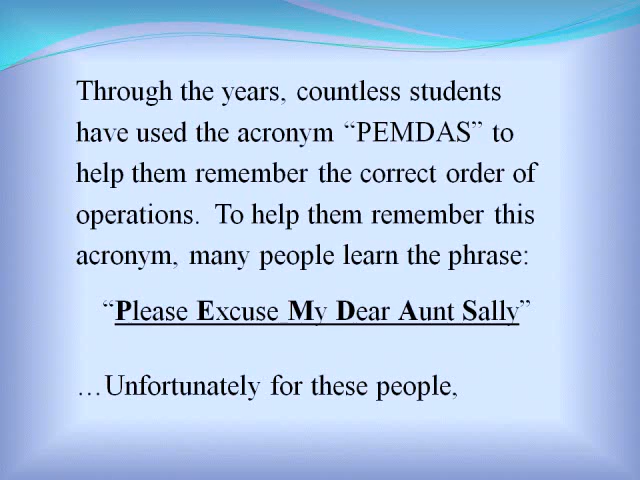 Through the years, countless students
have used the acronym “PEMDAS” to
help them remember the correct order of
operations.  To help them remember this
acronym, many people learn the phrase:
“Please Excuse My Dear Aunt Sally”
…Unfortunately for these people,